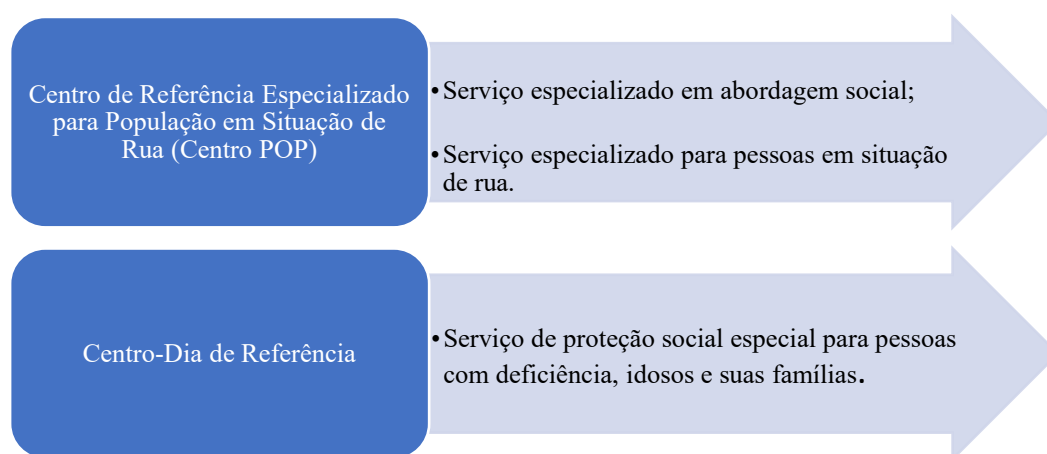 Centro de Referência Especializado
para População em Situação de
Rua (Centro POP)
•Serviço especializado em abordagem social;
•Serviço especializado para pessoas em situação
de rua.
Centro-Dia de Referência
•Serviço de proteção social especial para pessoas
com deficiência, idosos e suas famílias.